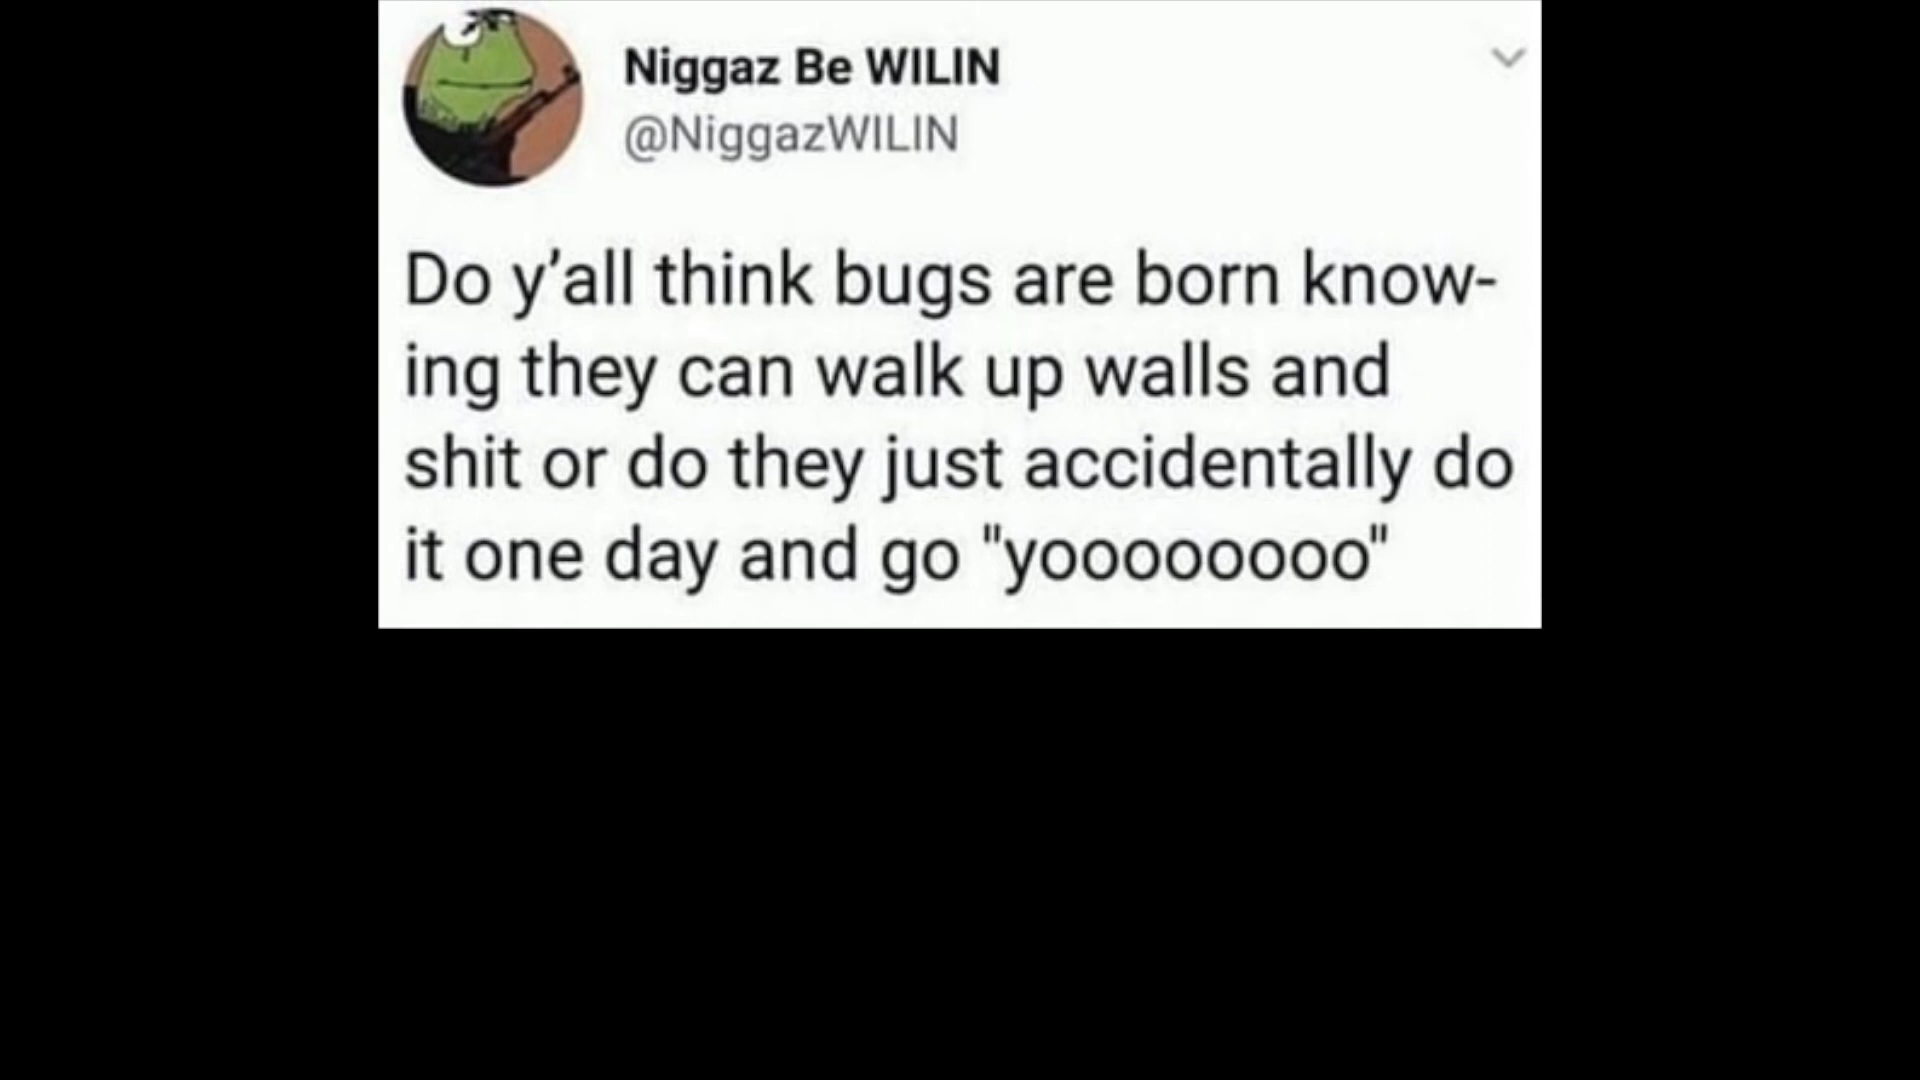 Niggaz Be WILIN
@NiggazWILIN
Do y’all think bugs are born know-
ing they can walk up walls and
shit or do they just accidentally do
it one day and go "yoooooooo"